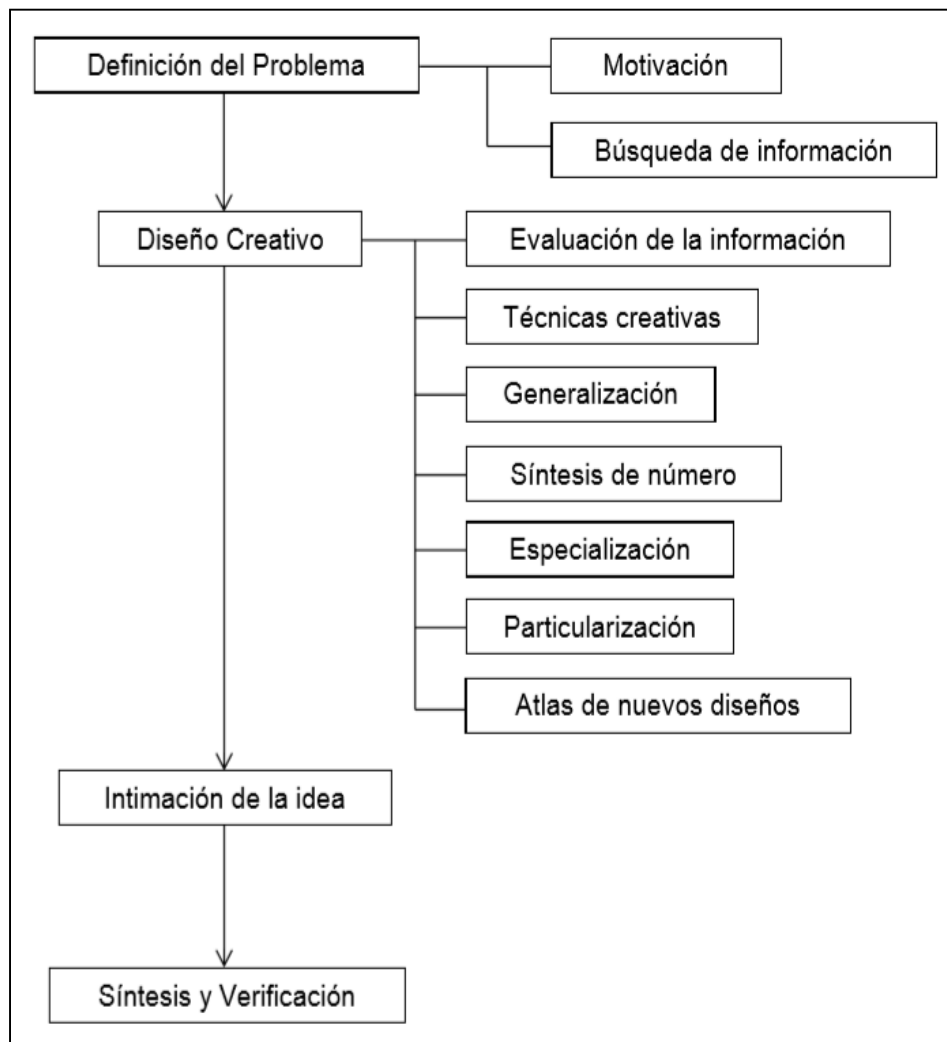 Definición del Problema
Motivación
Búsqueda de información
Diseño Creativo
Evaluación de la información
Técnicas creativas
Generalización
Síntesis de número
Especialización
Particularización
Atlas de nuevos diseños
Intimación de la idea
Síntesis y Verificación